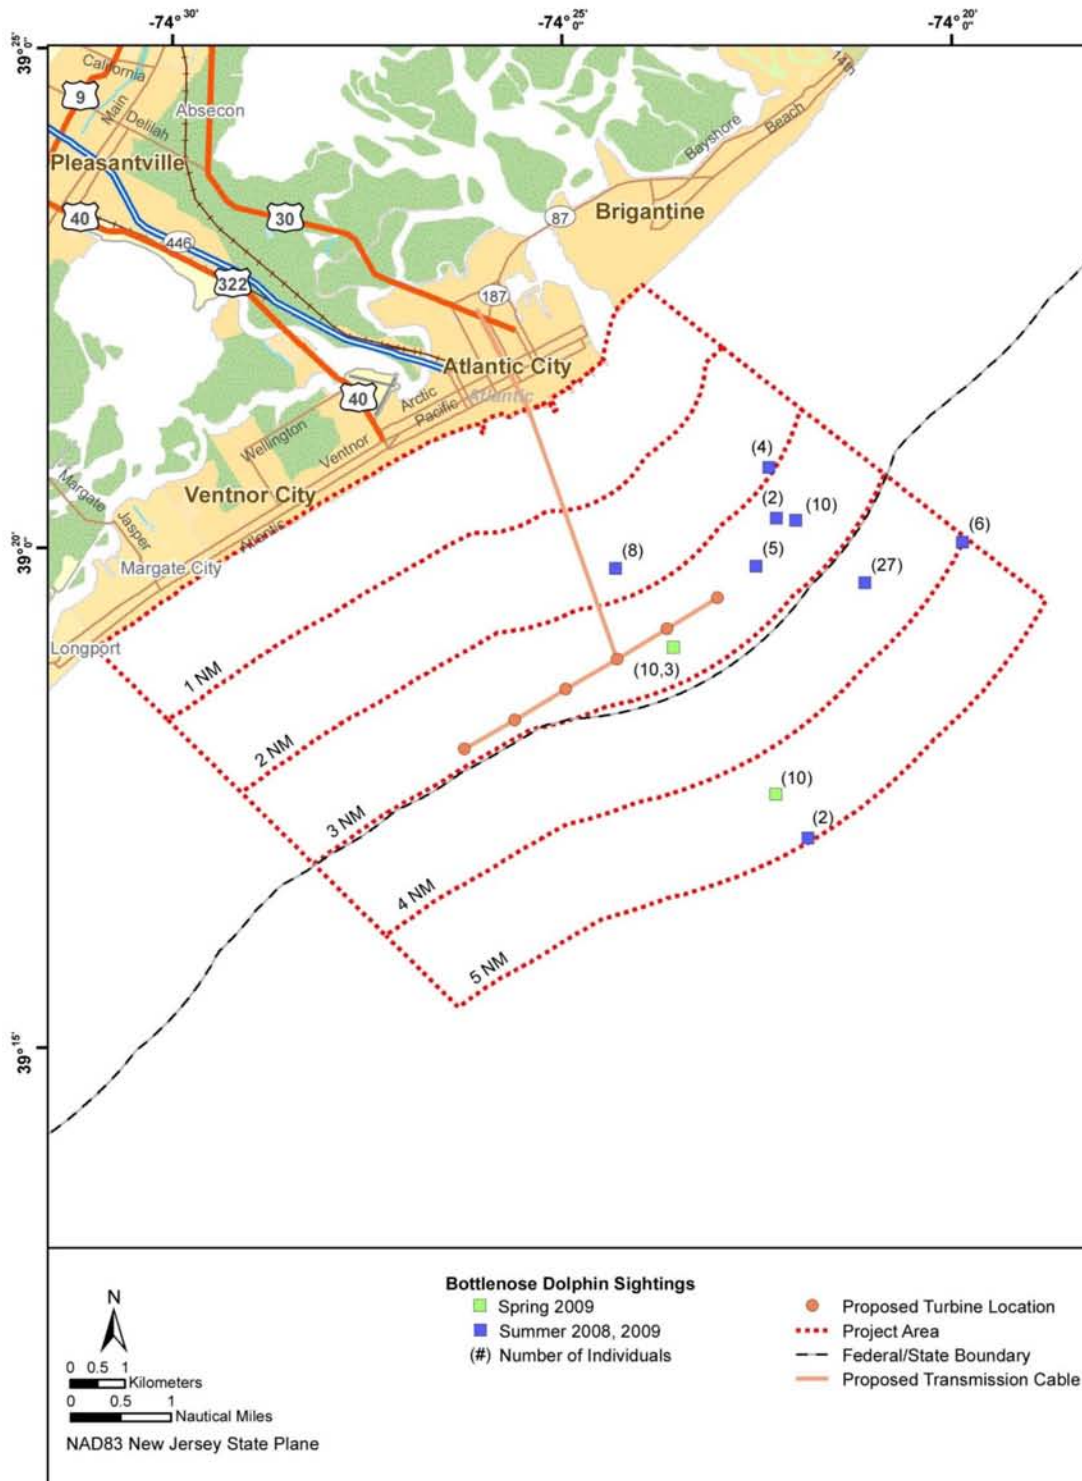 -74°30'0"
-74°25'0"
-74°20'0"
39°25'0"
14th
California
9
Main
Absecon
Delilah
Beach
Bayshore
Pleasantville
Brigantine
40
30
87
446
322
187
Atlantic City
Atlantic
40
Arctic
Pacific
Wellington
Ventnor
(4)
Margate
Ventnor City
(2)
(10)
Jasper
Atlantic
(6)
39°20'0"
(8)
(5)
Margate City
(27)
Longport
(10,3)
1 NM
2 NM
(10)
3 NM
(2)
4 NM
5 NM
39°15'
N
Bottlenose Dolphin Sightings
Spring 2009
Summer 2008, 2009
(#) Number of Individuals
Proposed Turbine Location
Project Area
Federal/State Boundary
Proposed Transmission Cable
0 0.5 1
Kilometers
0 0.5 1
Nautical Miles
NAD83 New Jersey State Plane